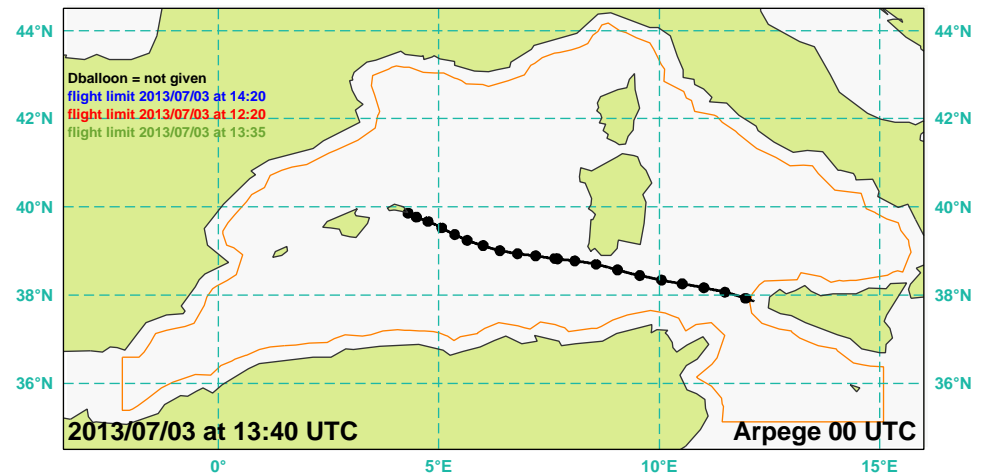 44°N 44°N
Dballoon = not given
flight limit 2013/07/03 at 14:20
flight limit 2013/07/03 at 12:20
42°N 42°N
flight limit 2013/07/03 at 13:35
40°N 40°N
38°N 38°N
36°N 36°N
2013/07/03 at 13:40 UTC Arpege 00 UTC
0° 5°E 10°E 15°E